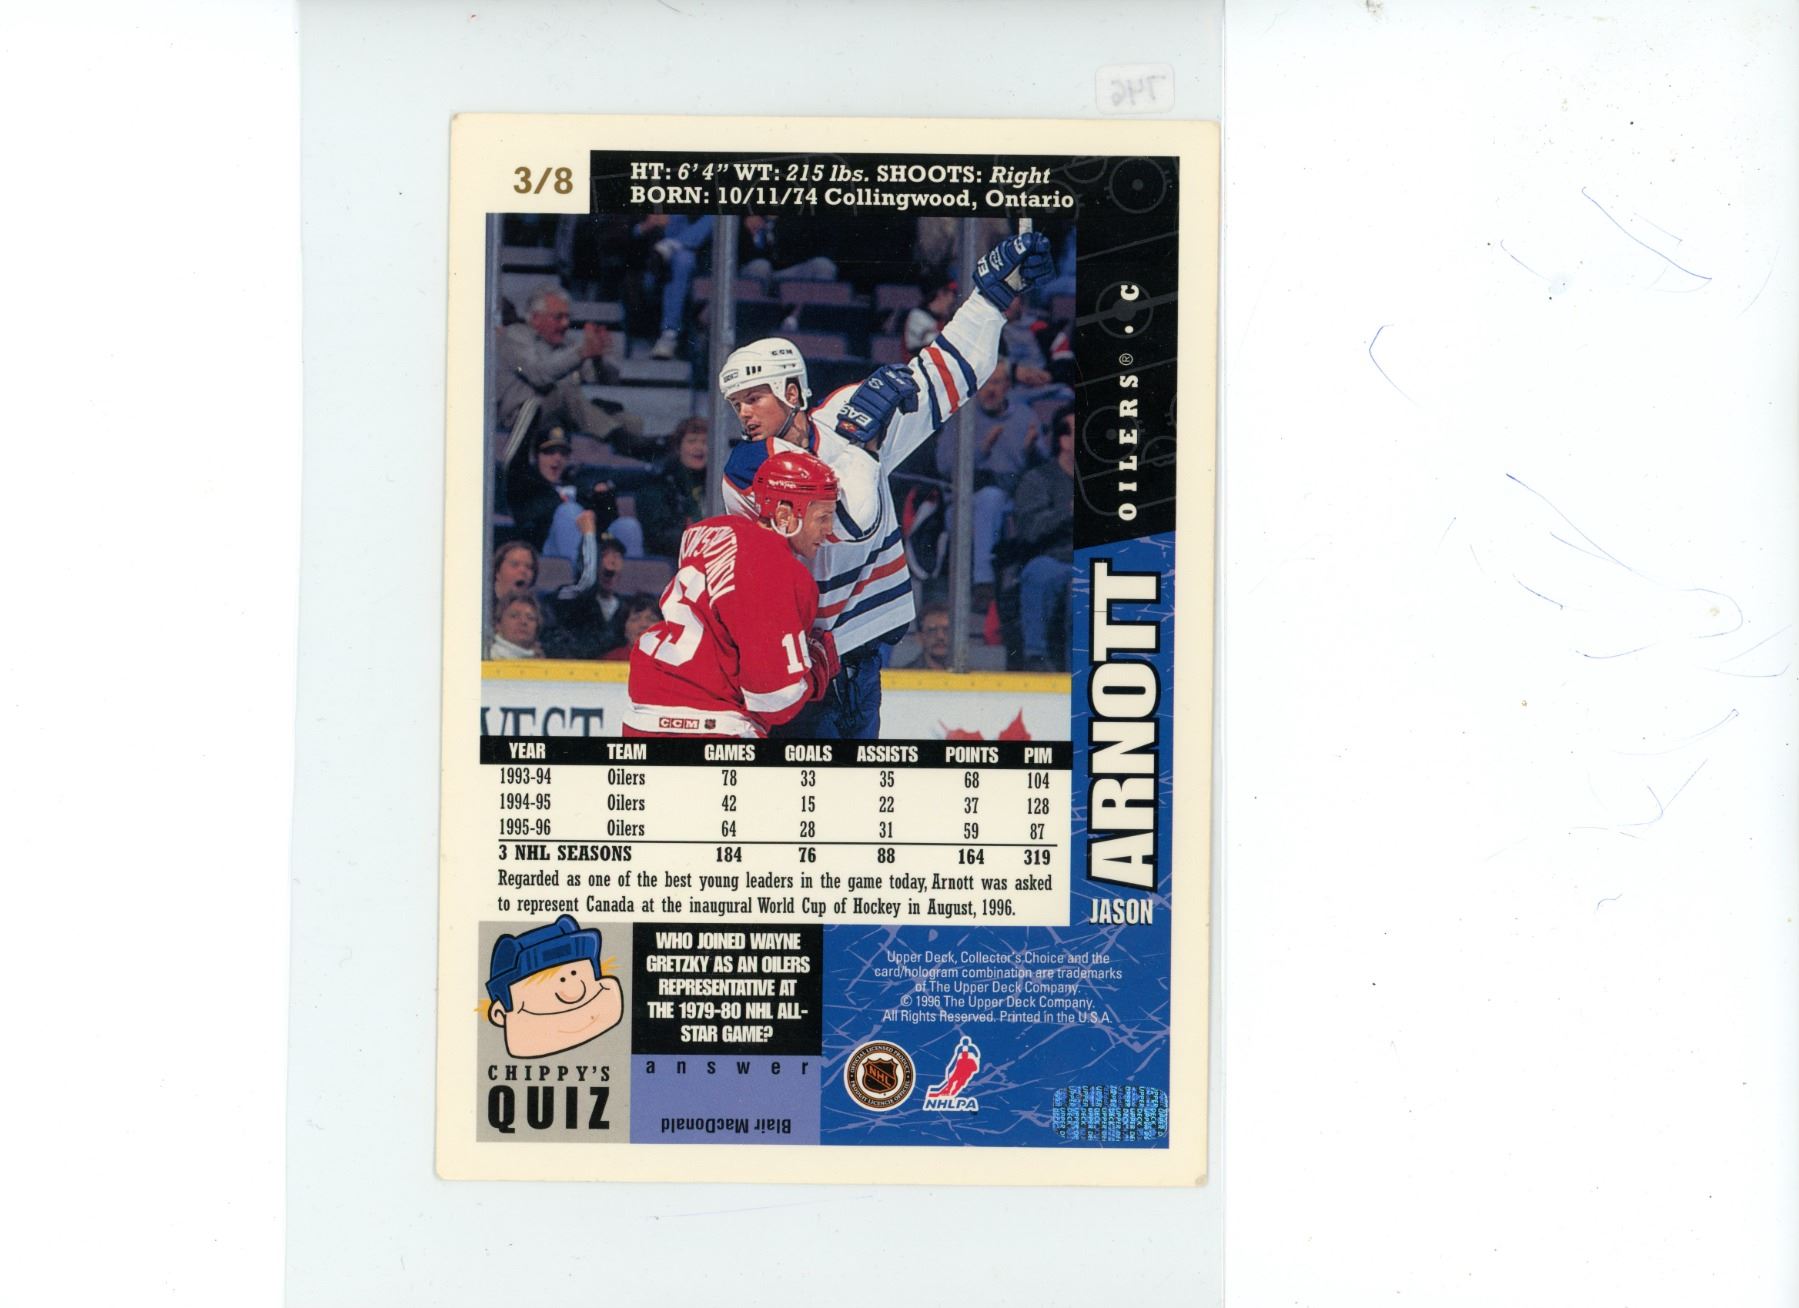 746
3/8
HT: 6'4" WT: 215 lbs. SHOOTS: Right
BORN: 10/11/74 Collingwood, Ontario
OILERS® · C
ARNOTT
JASON
CCM
EAS
16
CCM
YEAR TEAM GAMES GOALS ASSISTS POINTS PIM
1993-94 Oilers 78 33 35 68 104
1994-95 Oilers 42 15 22 37 128
1995-96 Oilers 64 28 31 59 87
3 NHL SEASONS 184 76 88 164 319
Regarded as one of the best young leaders in the game today, Arnott was asked
to represent Canada at the inaugural World Cup of Hockey in August, 1996.
CHIPPY'S
QUIZ
WHO JOINED WAYNE
GRETZKY AS AN OILERS
REPRESENTATIVE AT
THE 1979-80 NHL ALL-
STAR GAME?
answer
Blair MacDonald
Upper Deck, Collector's Choice and the
card/hologram combination are trademarks
of The Upper Deck Company.
© 1996 The Upper Deck Company.
All Rights Reserved. Printed in the U.S.A.
NHL
NHLPA